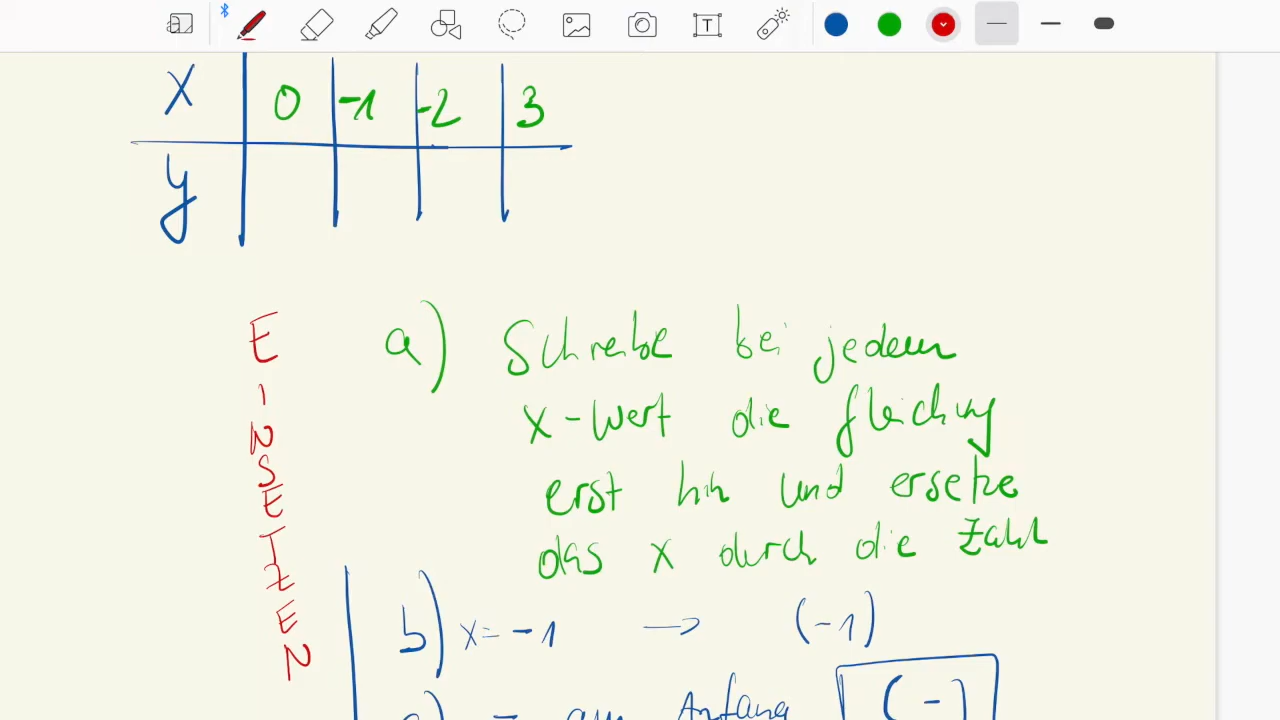 x 0 -1 -2 3
y
EINSETZEN
a) Schreibe bei jedem
x-Wert die Gleichung
erst hin und ersetze
das x durch die Zahl
b) x = -1 → (-1)
c) - am Anfang (-)